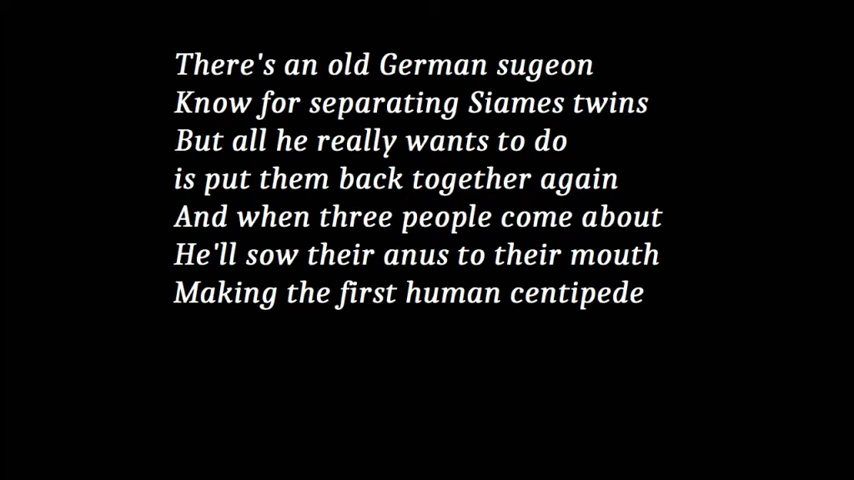 There's an old German sugeon
Know for separating Siames twins
But all he really wants to do
is put them back together again
And when three people come about
He'll sow their anus to their mouth
Making the first human centipede